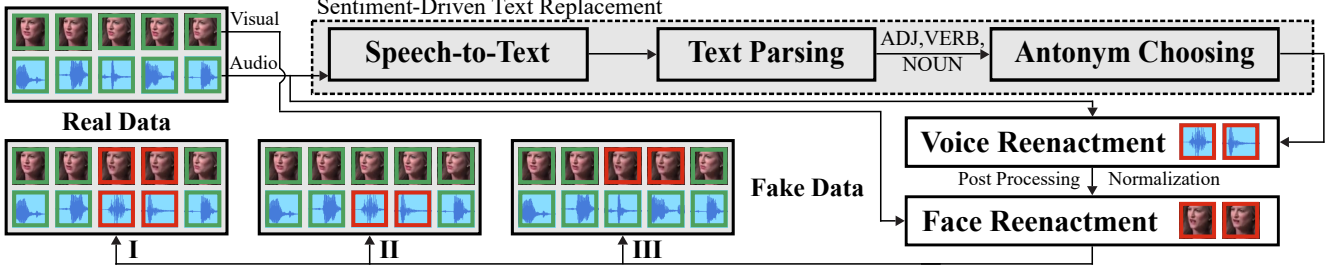 Sentiment-Driven Text Replacement
Visual
Audio
Speech-to-Text
Text Parsing
ADJ,VERB,
NOUN
Antonym Choosing
Real Data
Voice Reenactment
Post Processing
Normalization
Fake Data
Face Reenactment
I
II
III